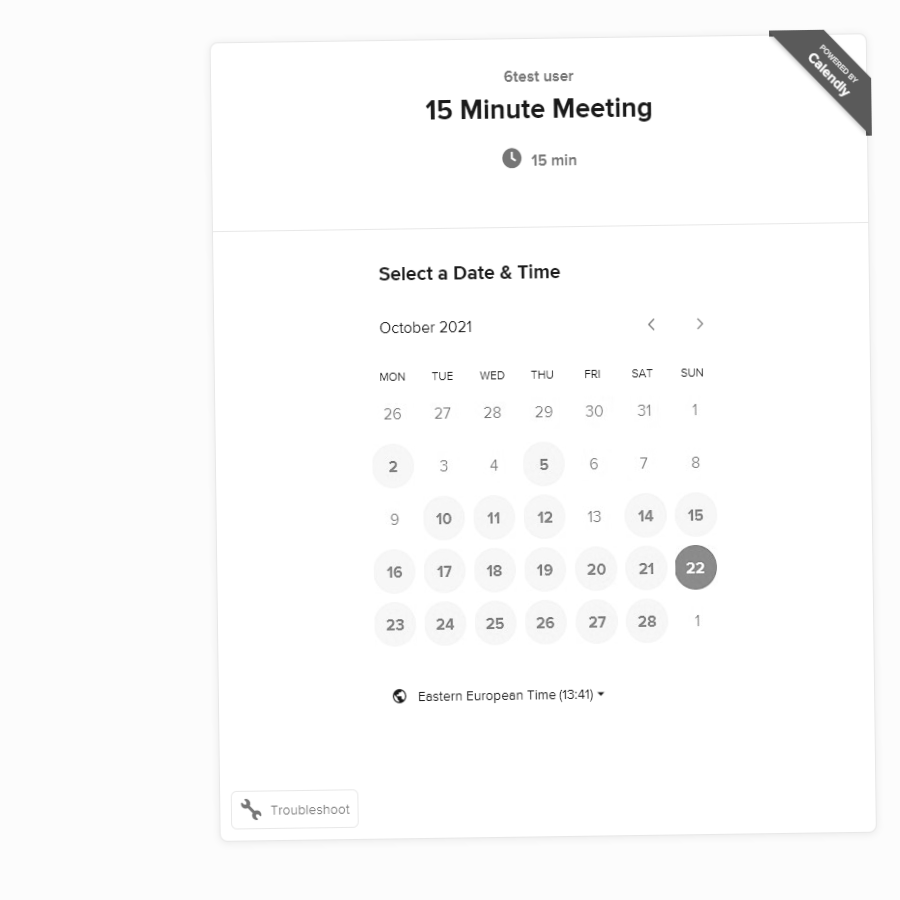 POWERED BY
Calendly
6test user
15 Minute Meeting
15 min
Select a Date & Time
October 2021
MON TUE WED THU FRI SAT SUN
26 27 28 29 30 31 1
2 3 4 5 6 7 8
9 10 11 12 13 14 15
16 17 18 19 20 21 22
23 24 25 26 27 28 1
Eastern European Time (13:41)
Troubleshoot